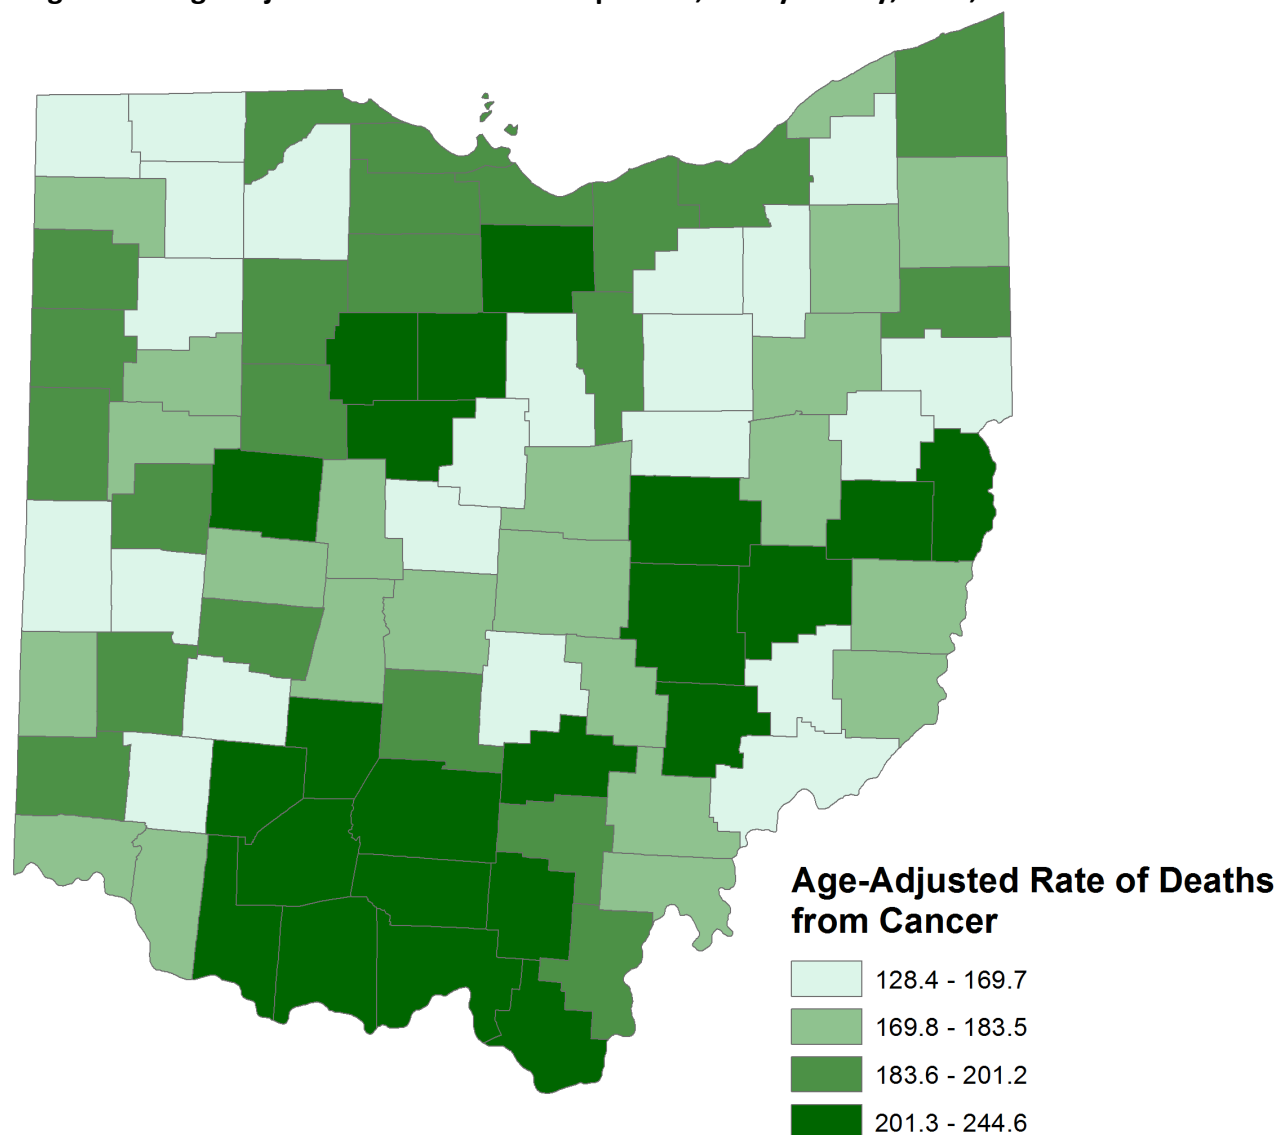 Age-Adjusted Rate of Deaths
from Cancer
128.4 - 169.7
169.8 - 183.5
183.6 - 201.2
201.3 - 244.6